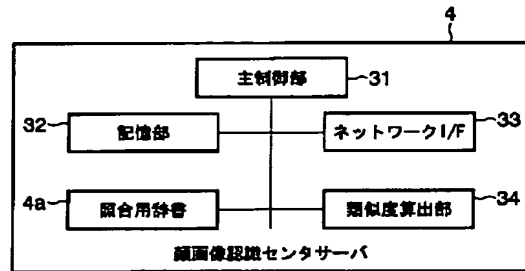 4
主制御部
31
32
記憶部
ネットワークI/F
33
4a
照合用辞書
類似度算出部
34
顔画像認識センタサーバ